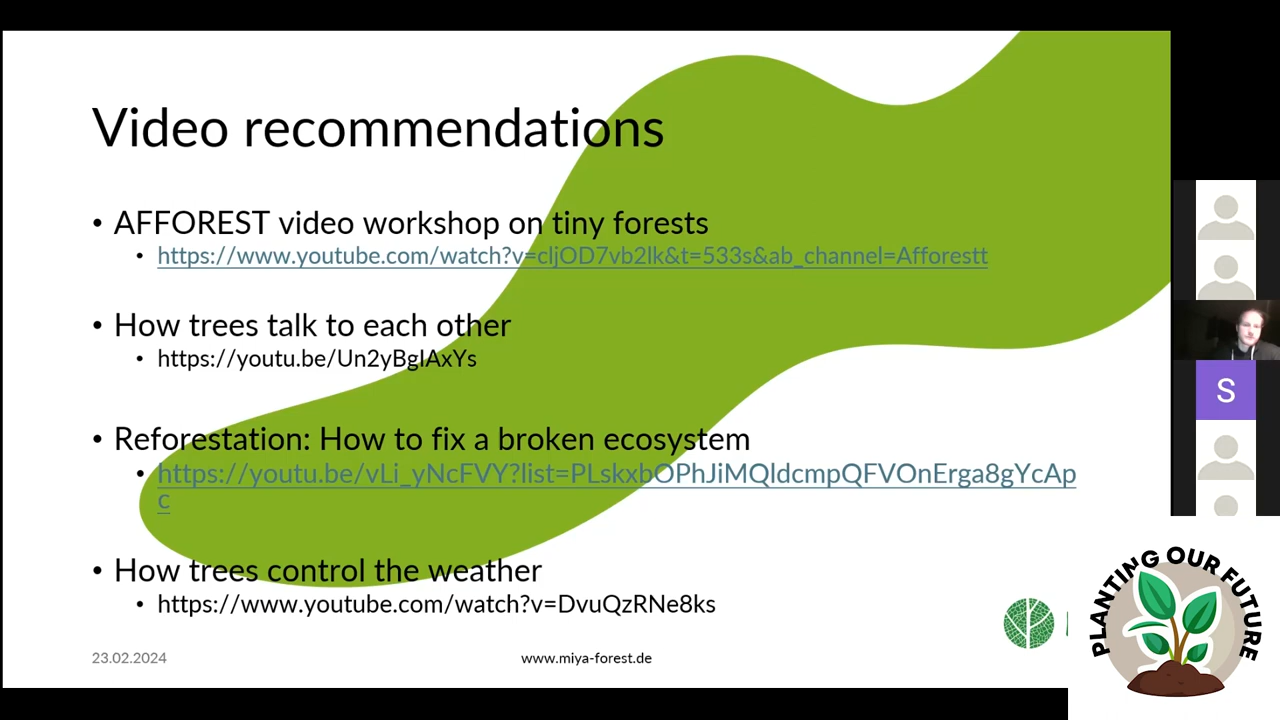 Video recommendations
• AFFOREST video workshop on tiny forests
• https://www.youtube.com/watch?v=cljOD7vb2lk&t=533s&ab_channel=Afforestt
• How trees talk to each other
• https://youtu.be/Un2yBgIAxYs
• Reforestation: How to fix a broken ecosystem
• https://youtu.be/vLi_yNcFVY?list=PLskxbOPhJiMQldcmpQFVOnErga8gYcAp
c
• How trees control the weather
• https://www.youtube.com/watch?v=DvuQzRNe8ks
23.02.2024
www.miya-forest.de
S
PLANTING OUR FUTURE